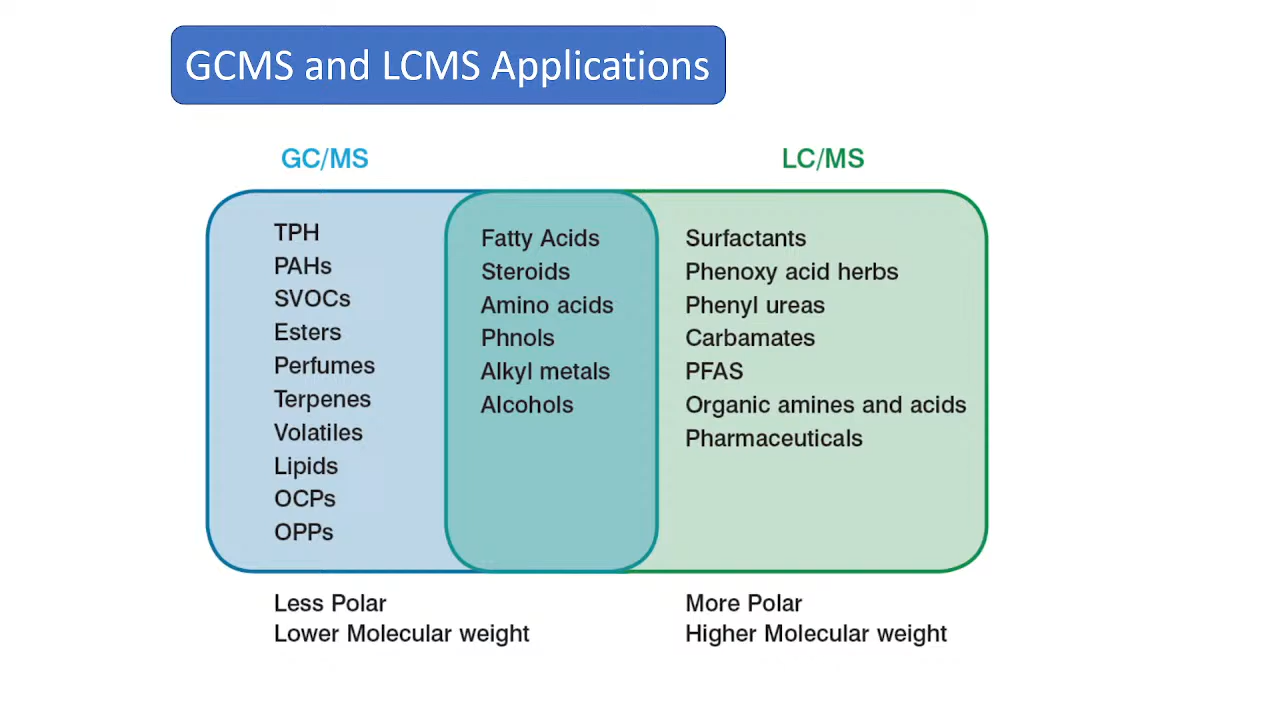 GCMS and LCMS Applications
GC/MS
LC/MS
TPH
PAHs
SVOCs
Esters
Perfumes
Terpenes
Volatiles
Lipids
OCPs
OPPs
Fatty Acids
Steroids
Amino acids
Phnols
Alkyl metals
Alcohols
Surfactants
Phenoxy acid herbs
Phenyl ureas
Carbamates
PFAS
Organic amines and acids
Pharmaceuticals
Less Polar
Lower Molecular weight
More Polar
Higher Molecular weight